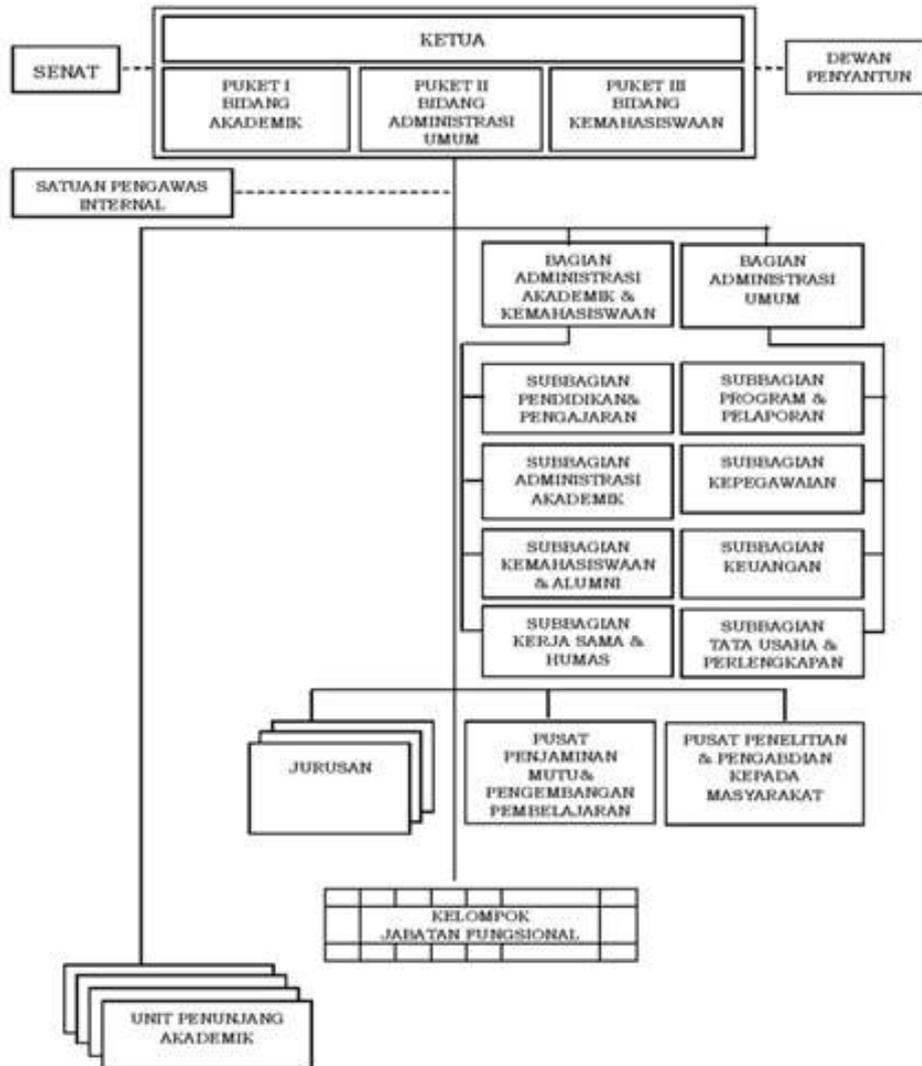 KETUA
SENAT
DEWAN
PENYANTUN
PUKET I
BIDANG
AKADEMIK
PUKET II
BIDANG
ADMINISTRASI
UMUM
PUKET III
BIDANG
KEMAHASISWAAN
SATUAN PENGAWAS
INTERNAL
BAGIAN
ADMINISTRASI
AKADEMIK &
KEMAHASISWAAN
BAGIAN
ADMINISTRASI
UMUM
SUBBAGIAN
PENDIDIKAN&
PENGAJARAN
SUBBAGIAN
PROGRAM &
PELAPORAN
SUBBAGIAN
ADMINISTRASI
AKADEMIK
SUBBAGIAN
KEPEGAWAIAN
SUBBAGIAN
KEMAHASISWAAN
& ALUMNI
SUBBAGIAN
KEUANGAN
SUBBAGIAN
KERJA SAMA &
HUMAS
SUBBAGIAN
TATA USAHA &
PERLENGKAPAN
JURUSAN
PUSAT
PENJAMINAN
MUTU&
PENGEMBANGAN
PEMBELAJARAN
PUSAT PENELITIAN
& PENGABDIAN
KEPADA
MASYARAKAT
KELOMPOK
JABATAN FUNGSIONAL
UNIT PENUNJANG
AKADEMIK